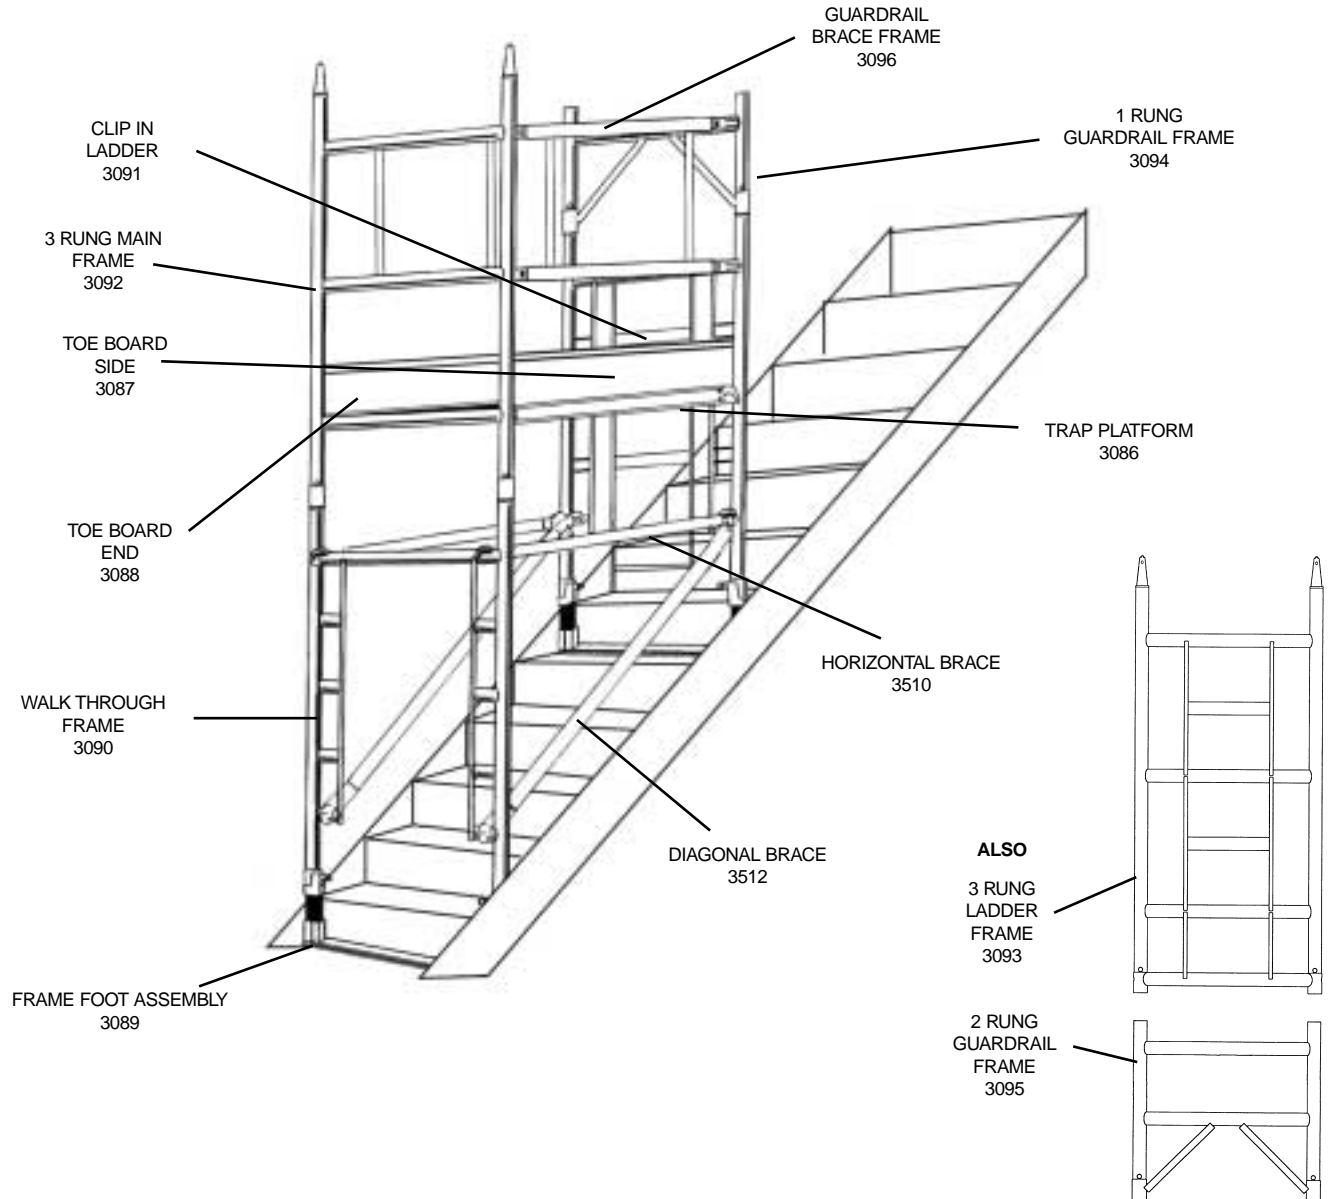 GUARDRAIL
BRACE FRAME
3096
CLIP IN
LADDER
3091
1 RUNG
GUARDRAIL FRAME
3094
3 RUNG MAIN
FRAME
3092
TOE BOARD
SIDE
3087
TRAP PLATFORM
3086
TOE BOARD
END
3088
HORIZONTAL BRACE
3510
WALK THROUGH
FRAME
3090
DIAGONAL BRACE
3512
FRAME FOOT ASSEMBLY
3089
ALSO
3 RUNG
LADDER
FRAME
3093
2 RUNG
GUARDRAIL
FRAME
3095